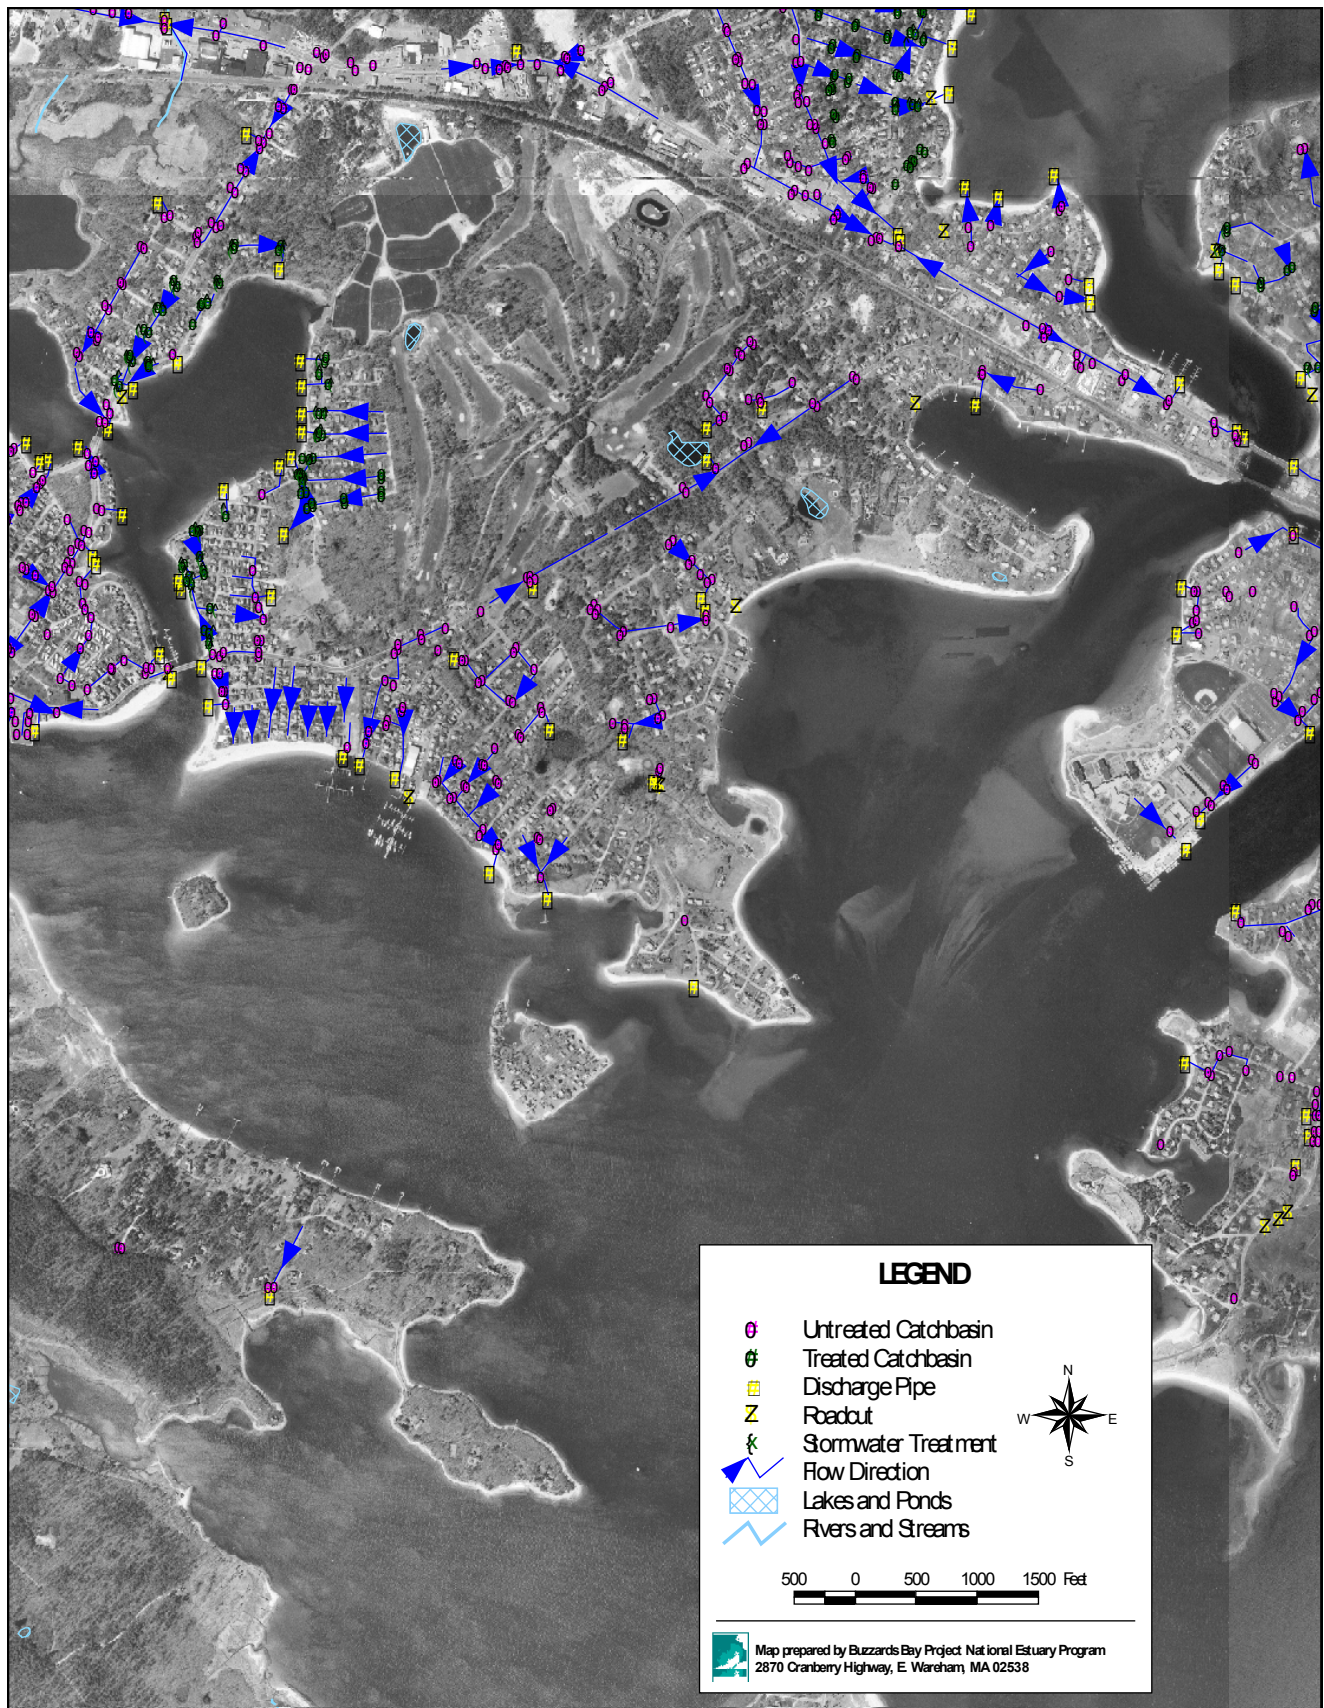 LEGEND
Untreated Catchbasin
Treated Catchbasin
Discharge Pipe
Roadcut
Stormwater Treatment
Flow Direction
Lakes and Ponds
Rivers and Streams
N
W E
S
500 0 500 1000 1500 Feet
Map prepared by Buzzards Bay Project National Estuary Program
2870 Cranberry Highway, E. Wareham, MA 02538